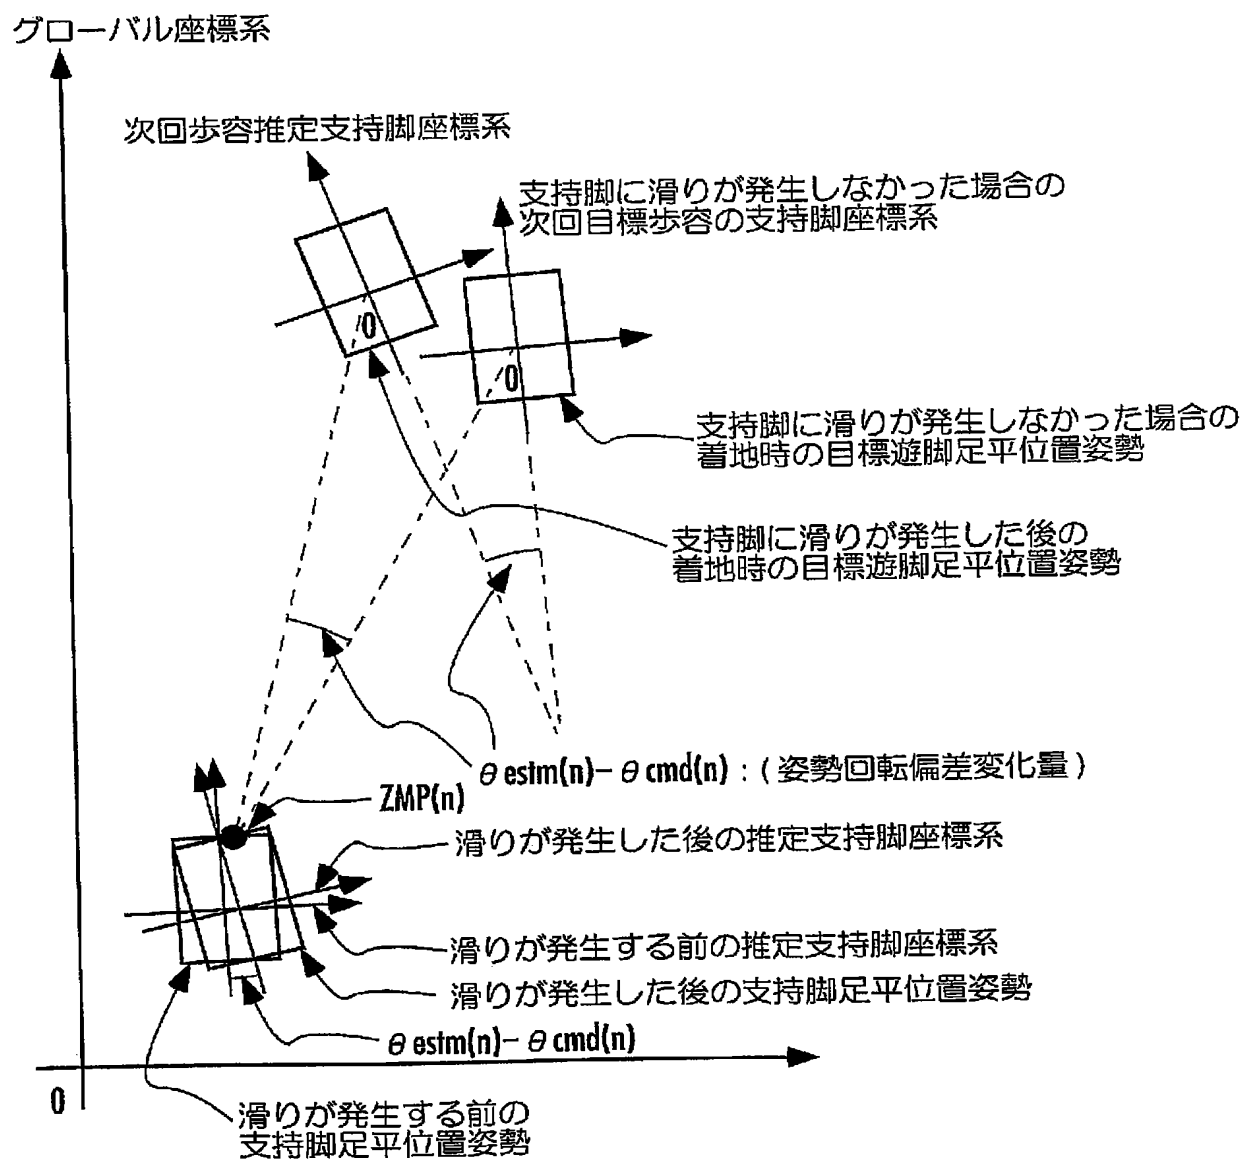 グローバル座標系
次回歩容推定支持脚座標系
支持脚に滑りが発生しなかった場合の
次回目標歩容の支持脚座標系
0
0
支持脚に滑りが発生しなかった場合の
着地時の目標遊脚足平位置姿勢
支持脚に滑りが発生した後の
着地時の目標遊脚足平位置姿勢
θestm(n)-θcmd(n):(姿勢回転偏差変化量)
ZMP(n)
滑りが発生した後の推定支持脚座標系
滑りが発生する前の推定支持脚座標系
滑りが発生した後の支持脚足平位置姿勢
θestm(n)-θcmd(n)
0
滑りが発生する前の
支持脚足平位置姿勢